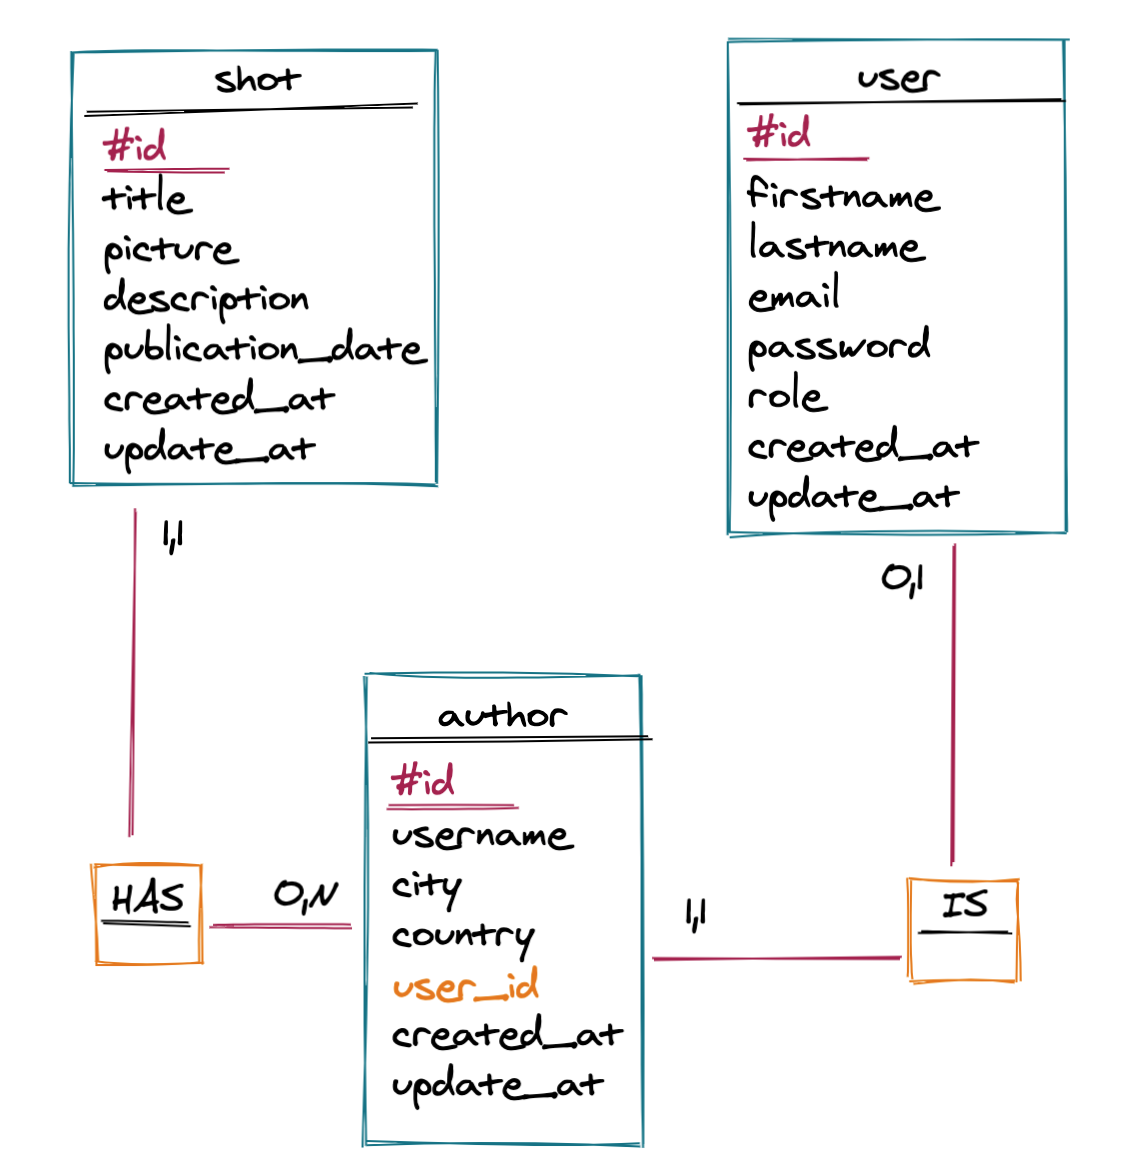 shot
#id
title
picture
description
publication_date
created_at
update_at
1,1
user
#id
firstname
lastname
email
password
role
created_at
update_at
0,1
author
#id
username
city
country
user_id
created_at
update_at
HAS
0,N
1,1
IS